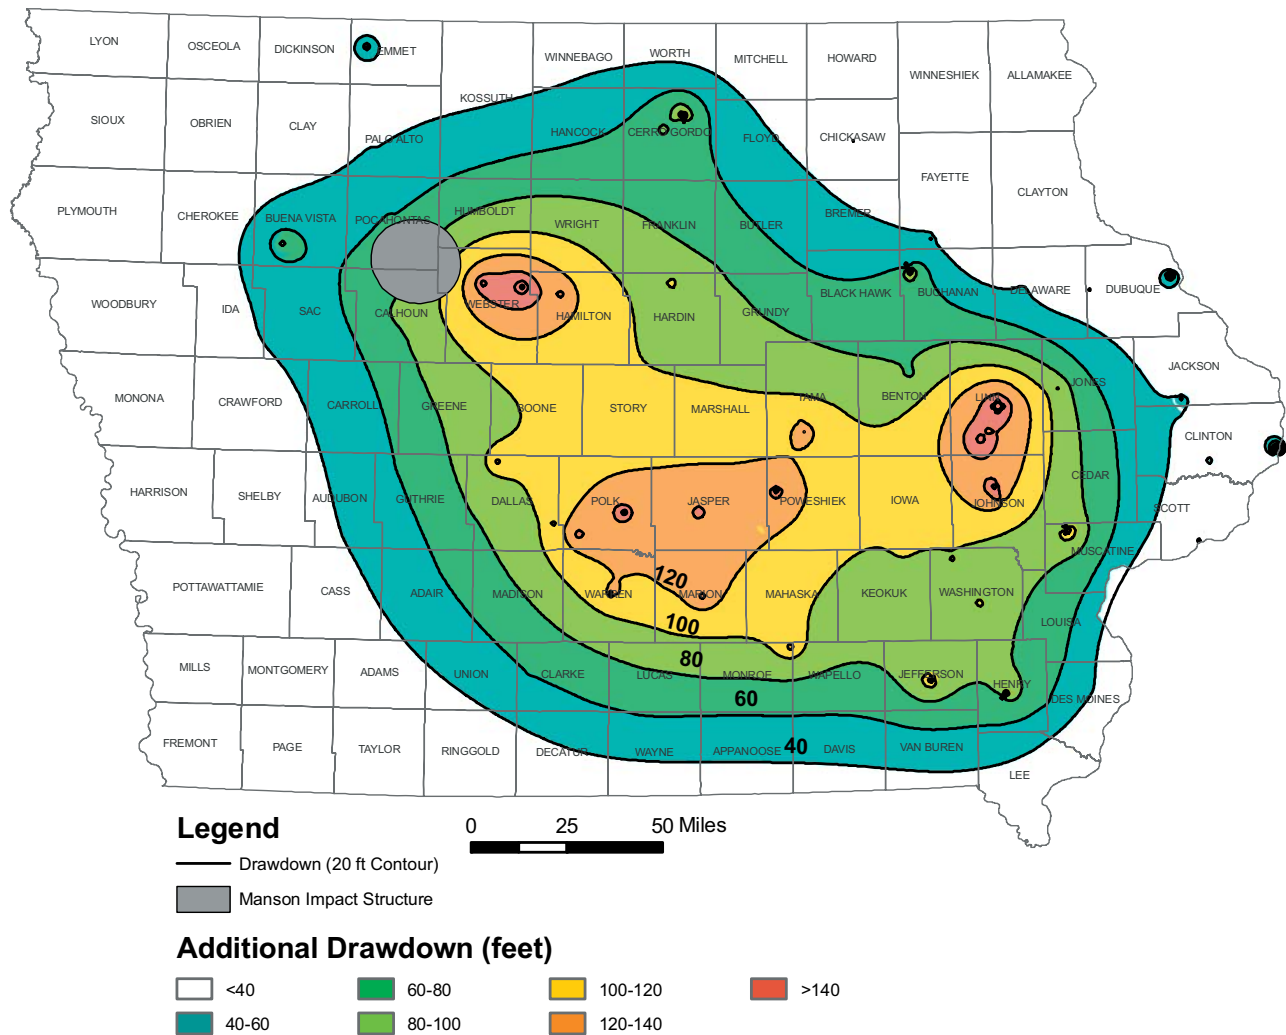 LYON
OSCEOLA
DICKINSON
EMMET
WINNEBAGO
WORTH
MITCHELL
HOWARD
WINNESHIEK
ALLAMAKEE
KOSSUTH
SIOUX
OBRIEN
CLAY
PALO ALTO
HANCOCK
CERRO GORDO
FLOYD
CHICKASAW
FAYETTE
CLAYTON
PLYMOUTH
CHEROKEE
BUENA VISTA
POCAHONTAS
HUMBOLDT
WRIGHT
FRANKLIN
BUTLER
BREMER
WOODBURY
IDA
SAC
CALHOUN
WEBSTER
HAMILTON
HARDIN
GRUNDY
BLACK HAWK
BUCHANAN
DELAWARE
DUBUQUE
JACKSON
MONONA
CRAWFORD
CARROLL
GREENE
BOONE
STORY
MARSHALL
TAMA
BENTON
LINN
JONES
CLINTON
HARRISON
SHELBY
AUDUBON
GUTHRIE
DALLAS
POLK
JASPER
POWESHIEK
IOWA
JOHNSON
CEDAR
SCOTT
MUSCATINE
POTTAWATTAMIE
CASS
ADAIR
MADISON
WARREN
MARION
MAHASKA
KEOKUK
WASHINGTON
LOUISA
120
100
80
60
40
MILLS
MONTGOMERY
ADAMS
UNION
CLARKE
LUCAS
MONROE
WAPELLO
JEFFERSON
HENRY
DES MOINES
FREMONT
PAGE
TAYLOR
RINGGOLD
DECATUR
WAYNE
APPANOOSE
DAVIS
VAN BUREN
LEE
Legend
0 25 50 Miles
Drawdown (20 ft Contour)
Manson Impact Structure
Additional Drawdown (feet)
<40 60-80 100-120 >140
40-60 80-100 120-140